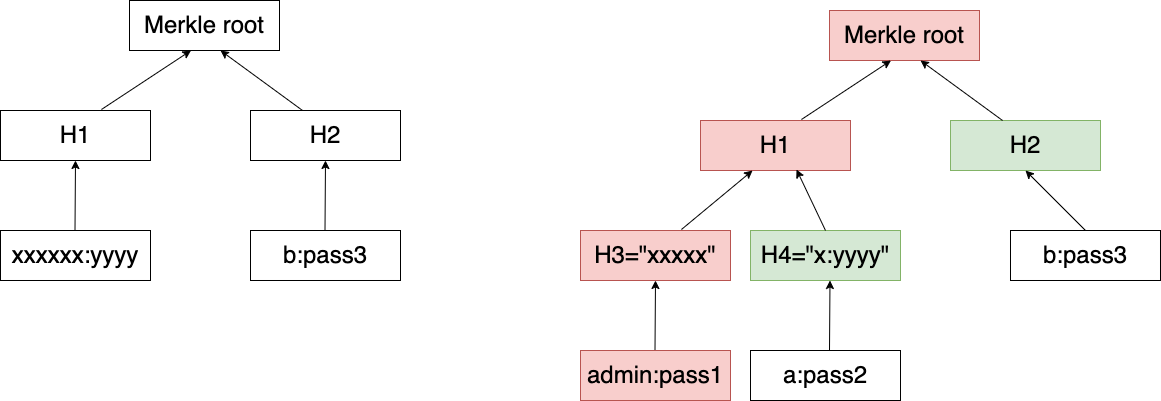 Merkle root
H1
H2
xxxxxx:yyyy
b:pass3
Merkle root
H1
H2
H3="xxxxx"
H4="x:yyyy"
b:pass3
admin:pass1
a:pass2